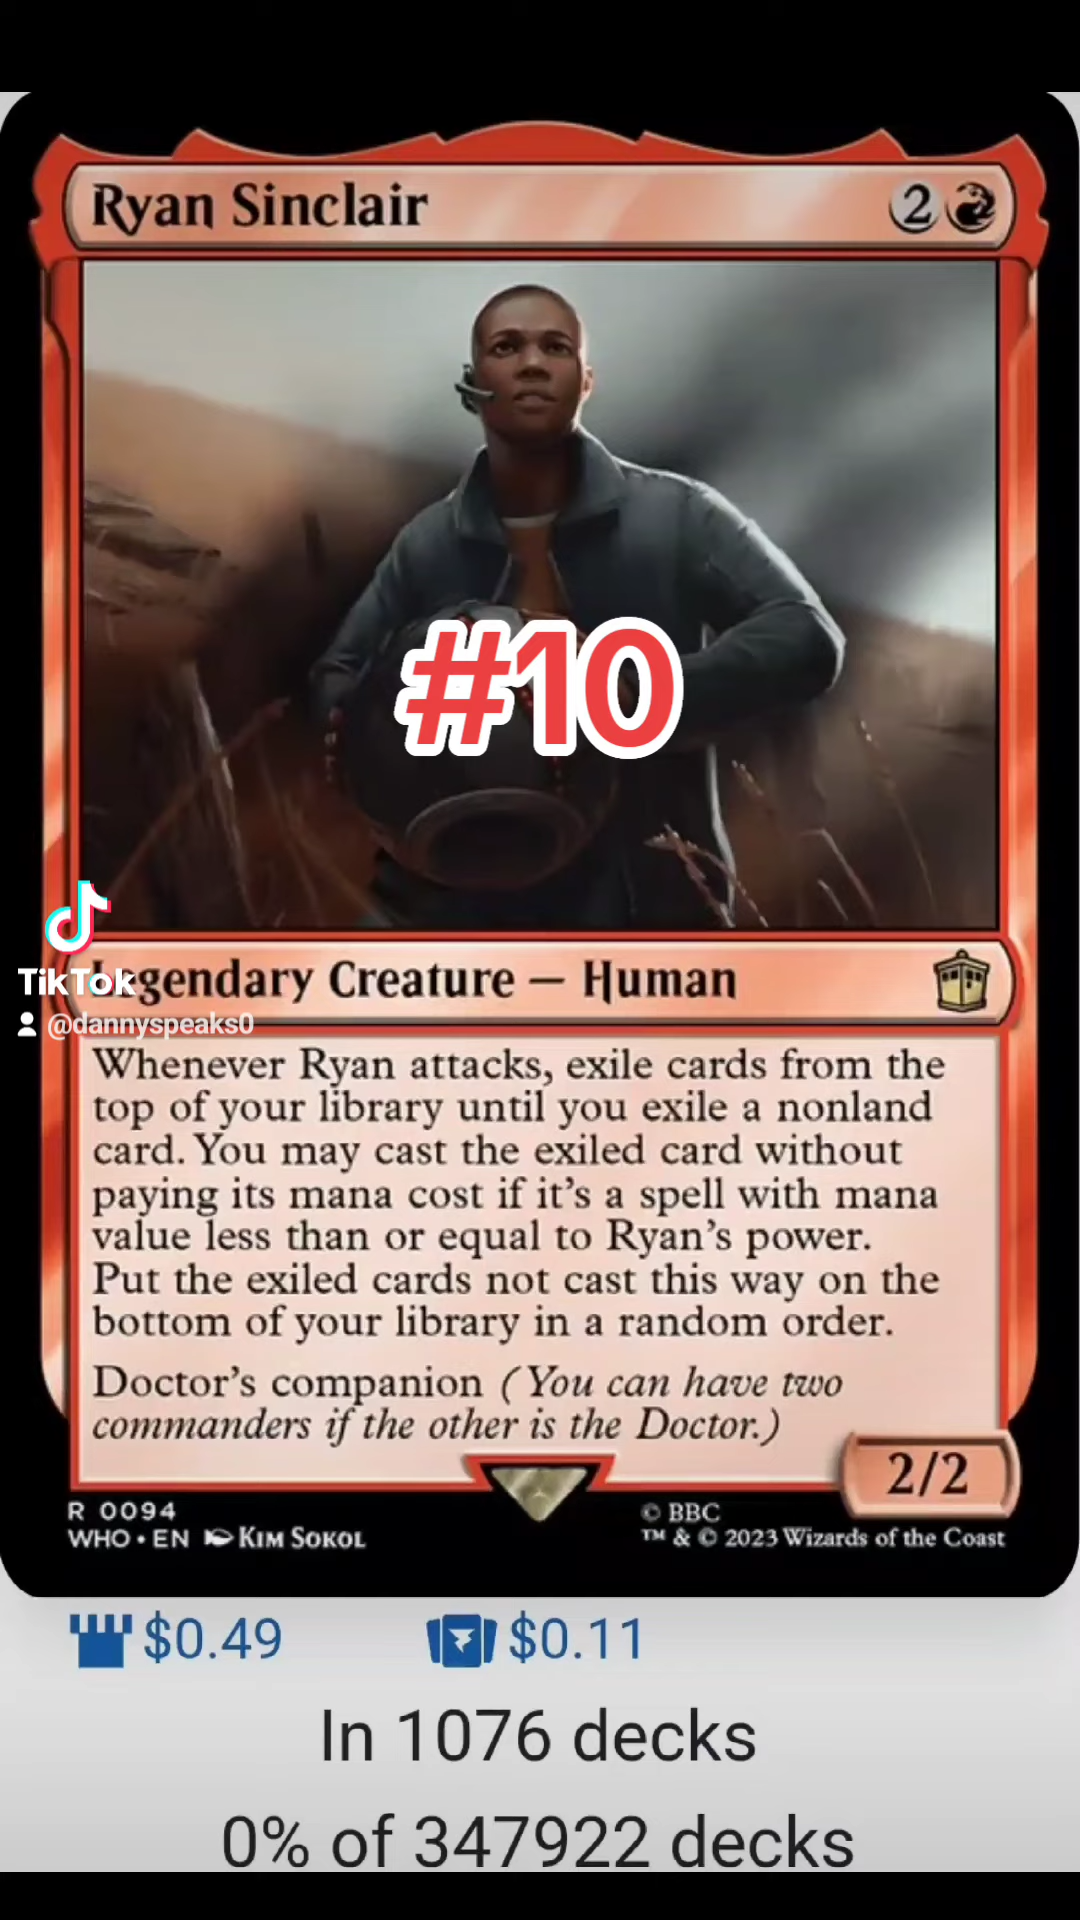 Ryan Sinclair 2
#10
TikTok
@dannyspeaks0
Legendary Creature — Human
Whenever Ryan attacks, exile cards from the
top of your library until you exile a nonland
card. You may cast the exiled card without
paying its mana cost if it's a spell with mana
value less than or equal to Ryan's power.
Put the exiled cards not cast this way on the
bottom of your library in a random order.
Doctor's companion (You can have two
commanders if the other is the Doctor.)
2/2
R 0094
WHO • EN KIM SOKOL
© BBC
™ & © 2023 Wizards of the Coast
$0.49 $0.11
In 1076 decks
0% of 347922 decks